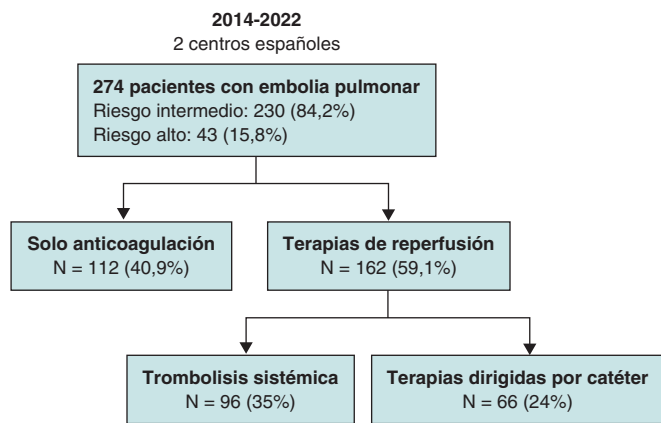 2014-2022
2 centros españoles
274 pacientes con embolia pulmonar
Riesgo intermedio: 230 (84,2%)
Riesgo alto: 43 (15,8%)
Solo anticoagulación
N = 112 (40,9%)
Terapias de reperfusión
N = 162 (59,1%)
Trombolisis sistémica
N = 96 (35%)
Terapias dirigidas por catéter
N = 66 (24%)